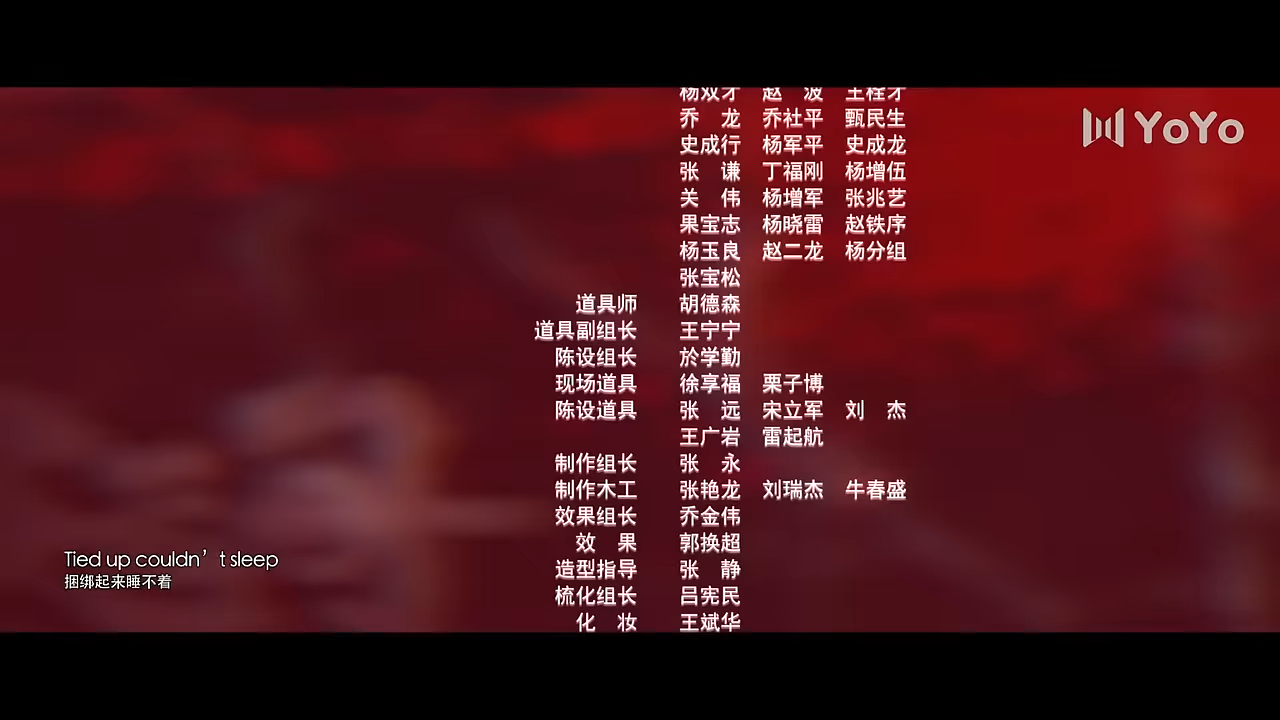 杨双才 赵 波 王程才
乔 龙 乔社平 甄民生
YoYo
史成行 杨军平 史成龙
张 谦 丁福刚 杨增伍
关 伟 杨增军 张兆艺
果宝志 杨晓雷 赵铁序
杨玉良 赵二龙 杨分组
张宝松
道具师 胡德森
道具副组长 王宁宁
陈设组长 於学勤
现场道具 徐享福 栗子博
陈设道具 张 远 宋立军 刘 杰
王广岩 雷起航
制作组长 张 永
制作木工 张艳龙 刘瑞杰 牛春盛
效果组长 乔金伟
效 果 郭换超
造型指导 张 静
梳化组长 吕宪民
化 妆 王斌华
Tied up couldn’t sleep
捆绑起来睡不着